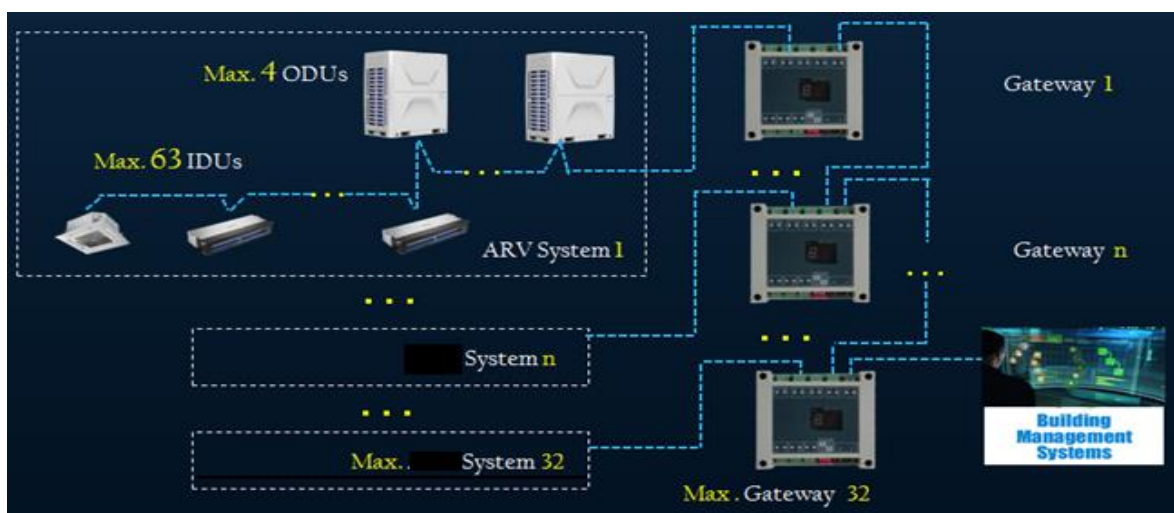 Max. 4 ODUs
Gateway 1
Max. 63 IDUs
ARV System 1
Gateway n
System n
Building
Management
Systems
Max.. System 32
Max . Gateway 32